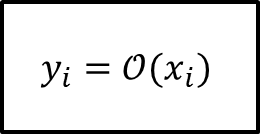 𝑦ᵢ = 𝒪(𝑥ᵢ)